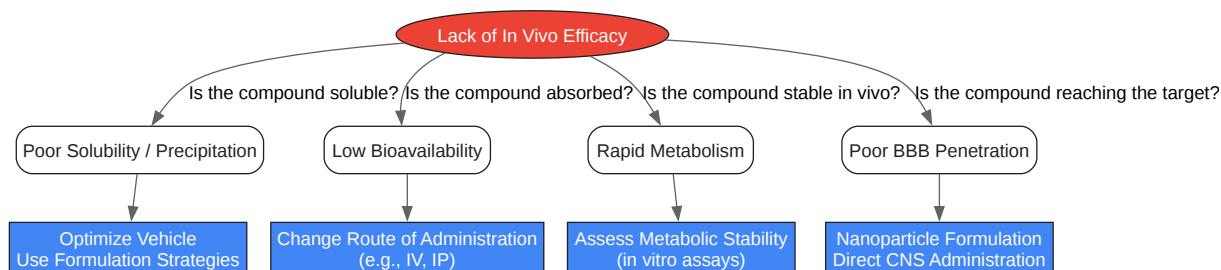 Lack of In Vivo Efficacy
Is the compound soluble?
Is the compound absorbed?
Is the compound stable in vivo?
Is the compound reaching the target?
Poor Solubility / Precipitation
Low Bioavailability
Rapid Metabolism
Poor BBB Penetration
Optimize Vehicle
Use Formulation Strategies
Change Route of Administration
(e.g., IV, IP)
Assess Metabolic Stability
(in vitro assays)
Nanoparticle Formulation
Direct CNS Administration